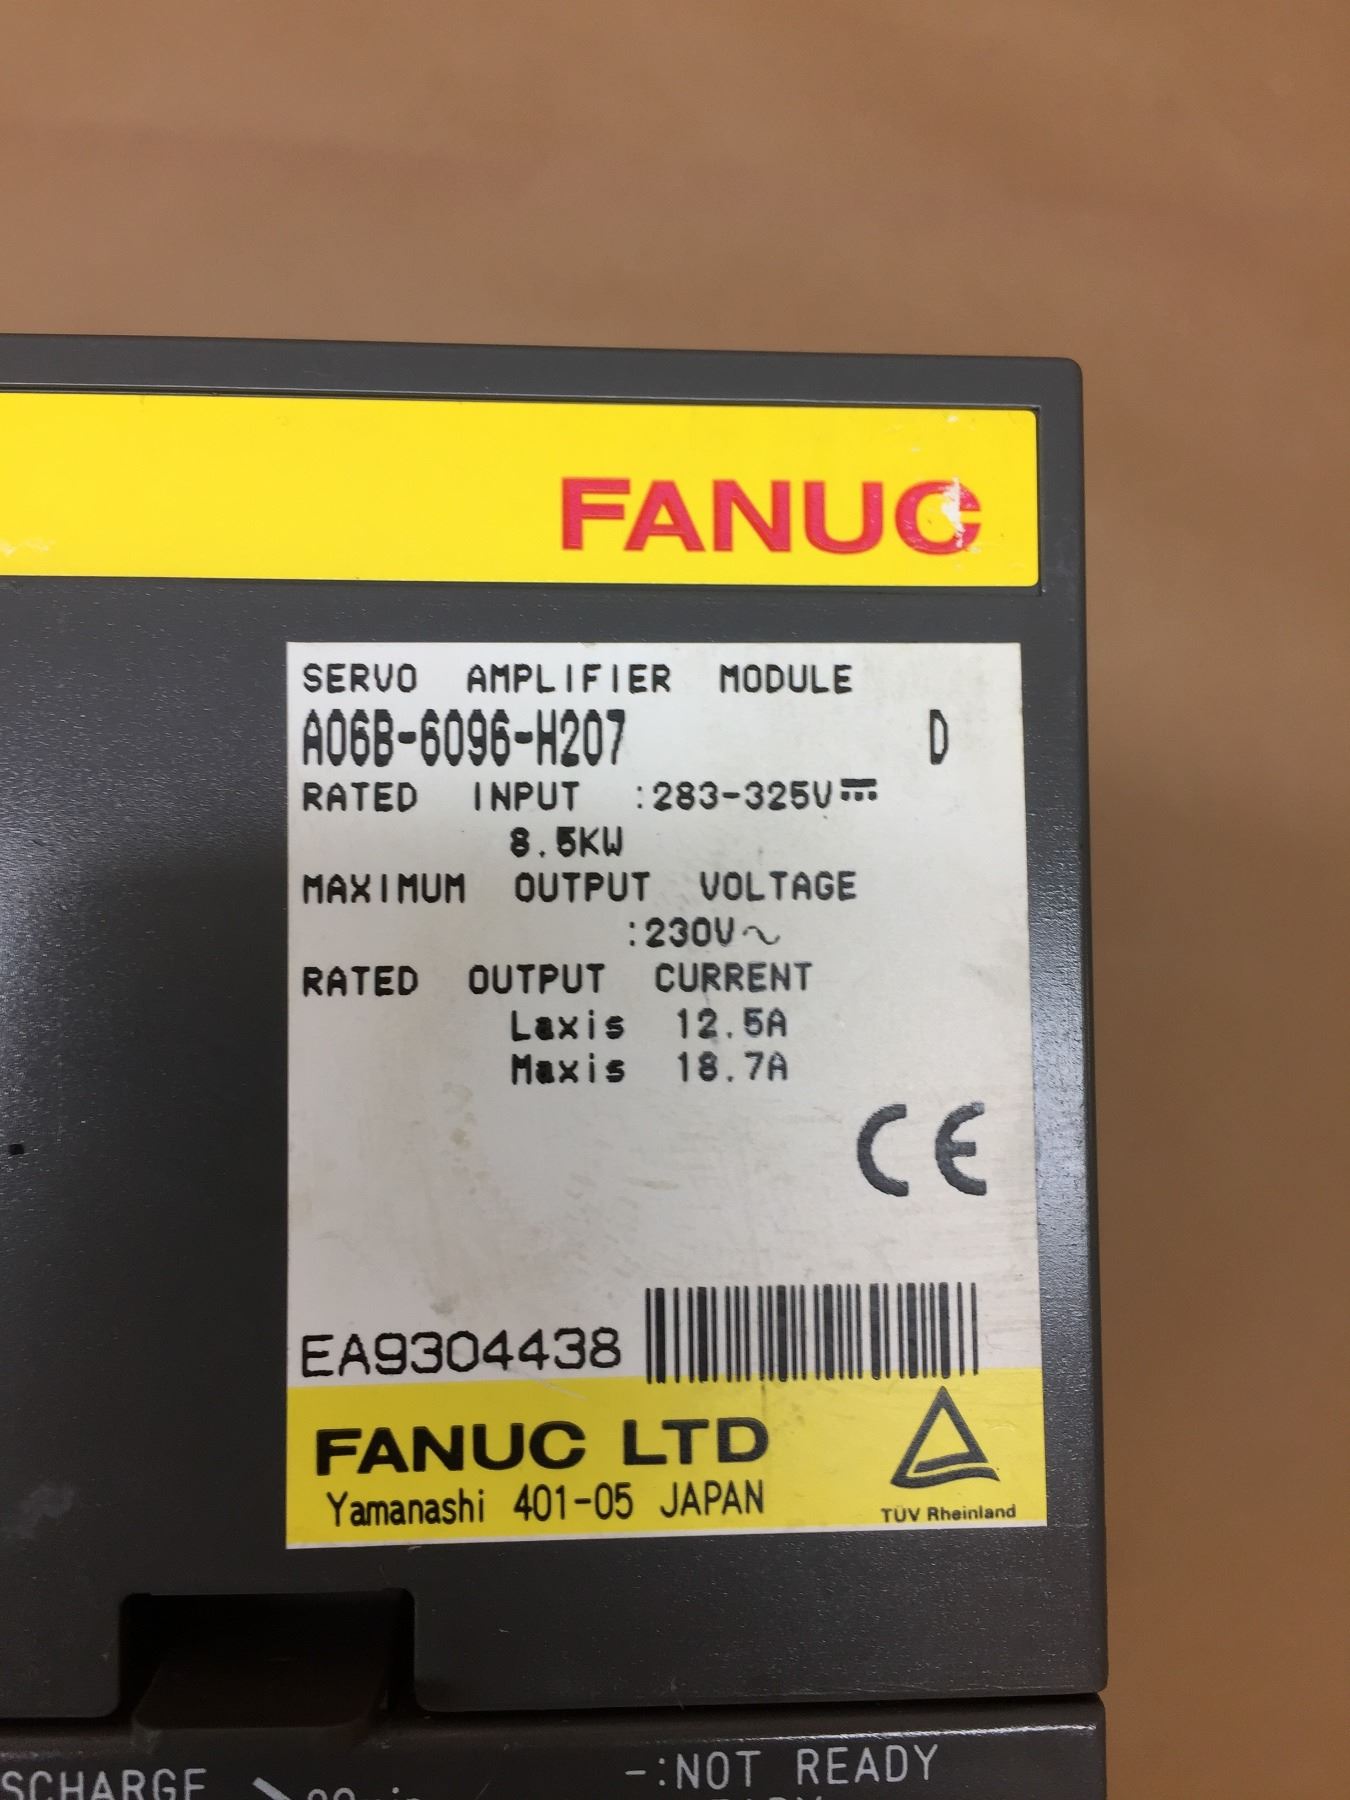 FANUC
SERVO AMPLIFIER MODULE
A06B-6096-H207 D
RATED INPUT :283-325V⎓
8.5KW
MAXIMUM OUTPUT VOLTAGE
:230V~
RATED OUTPUT CURRENT
Laxis 12.5A
Maxis 18.7A
CE
EA9304438
FANUC LTD
Yamanashi 401-05 JAPAN
TÜV Rheinland
-:NOT READY
SCHARGE